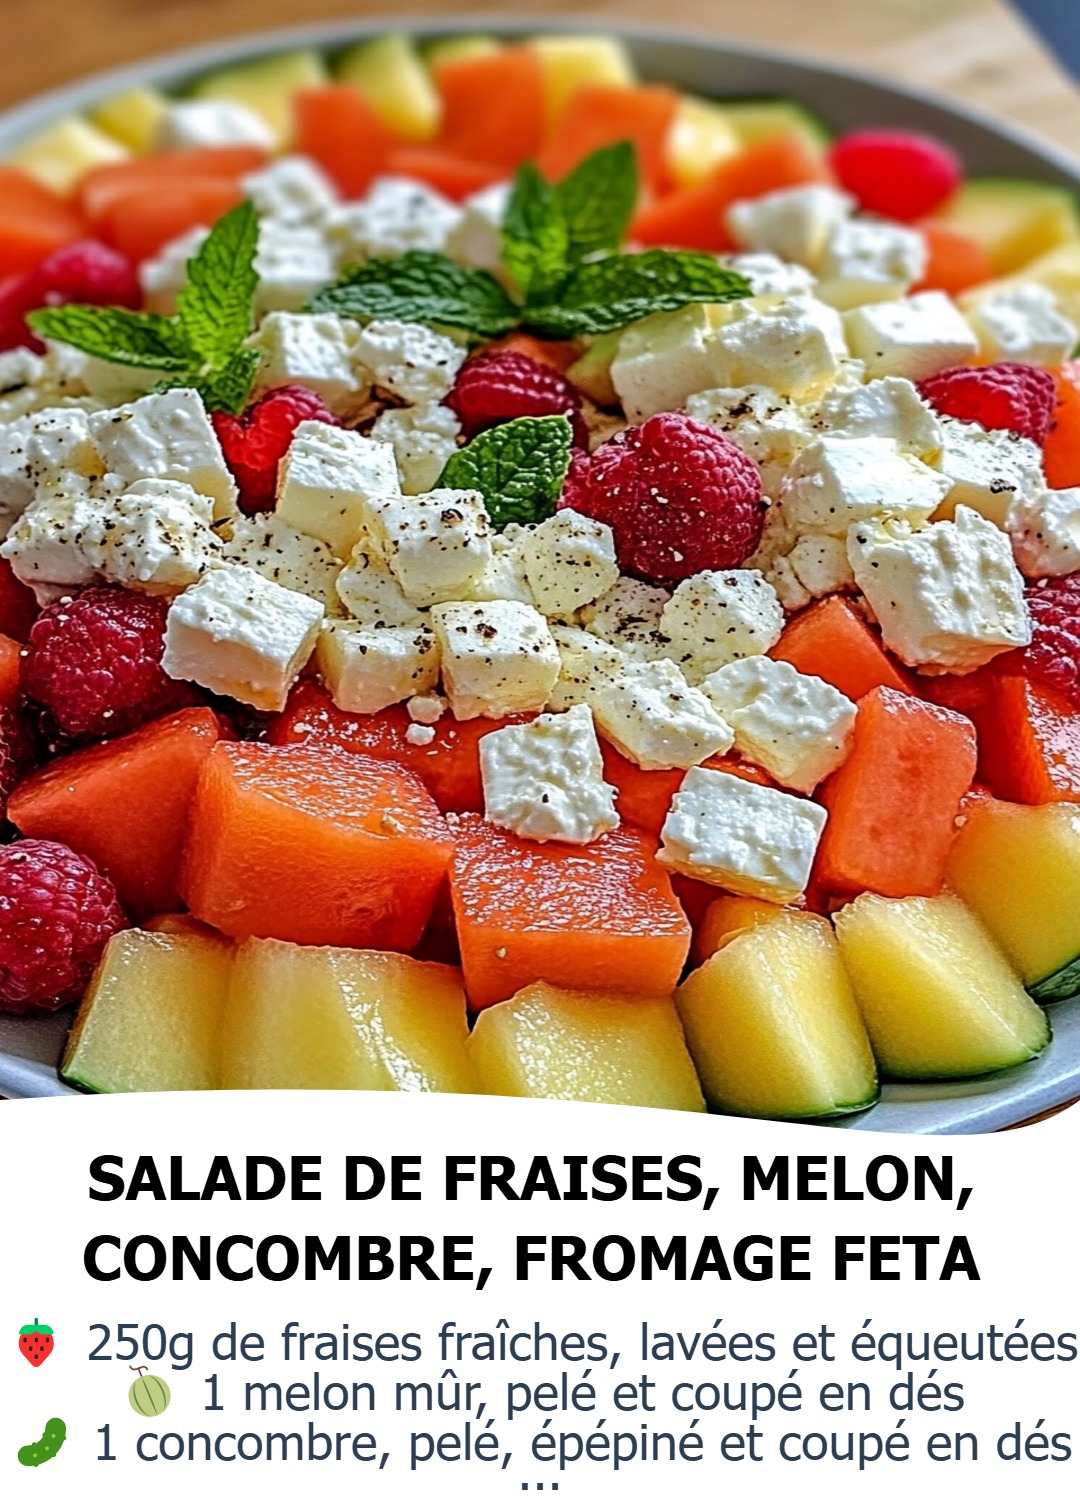 SALADE DE FRAISES, MELON,
CONCOMBRE, FROMAGE FETA
250g de fraises fraîches, lavées et équeutées
1 melon mûr, pelé et coupé en dés
1 concombre, pelé, épépiné et coupé en dés
...